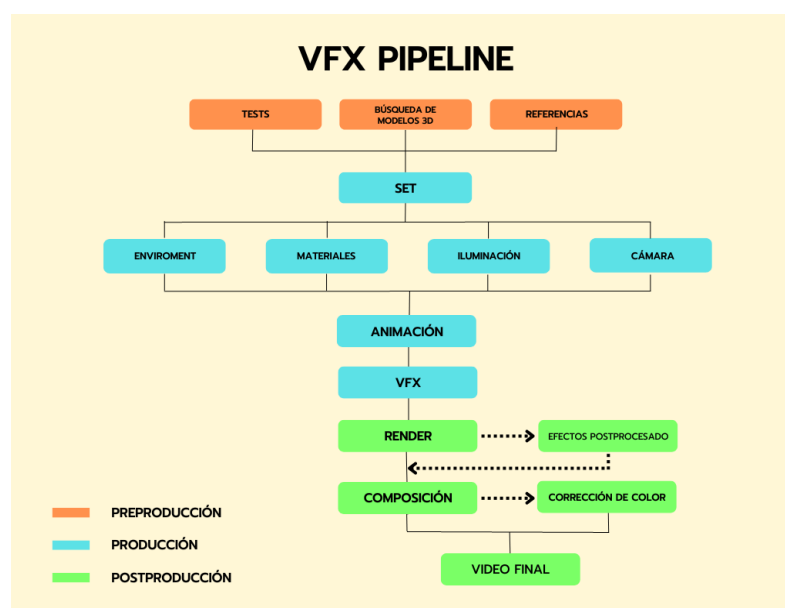 VFX PIPELINE
TESTS
BÚSQUEDA DE
MODELOS 3D
REFERENCIAS
SET
ENVIROMENT
MATERIALES
ILUMINACIÓN
CÁMARA
ANIMACIÓN
VFX
RENDER
EFECTOS POSTPROCESADO
COMPOSICIÓN
CORRECCIÓN DE COLOR
VIDEO FINAL
PREPRODUCCIÓN
PRODUCCIÓN
POSTPRODUCCIÓN